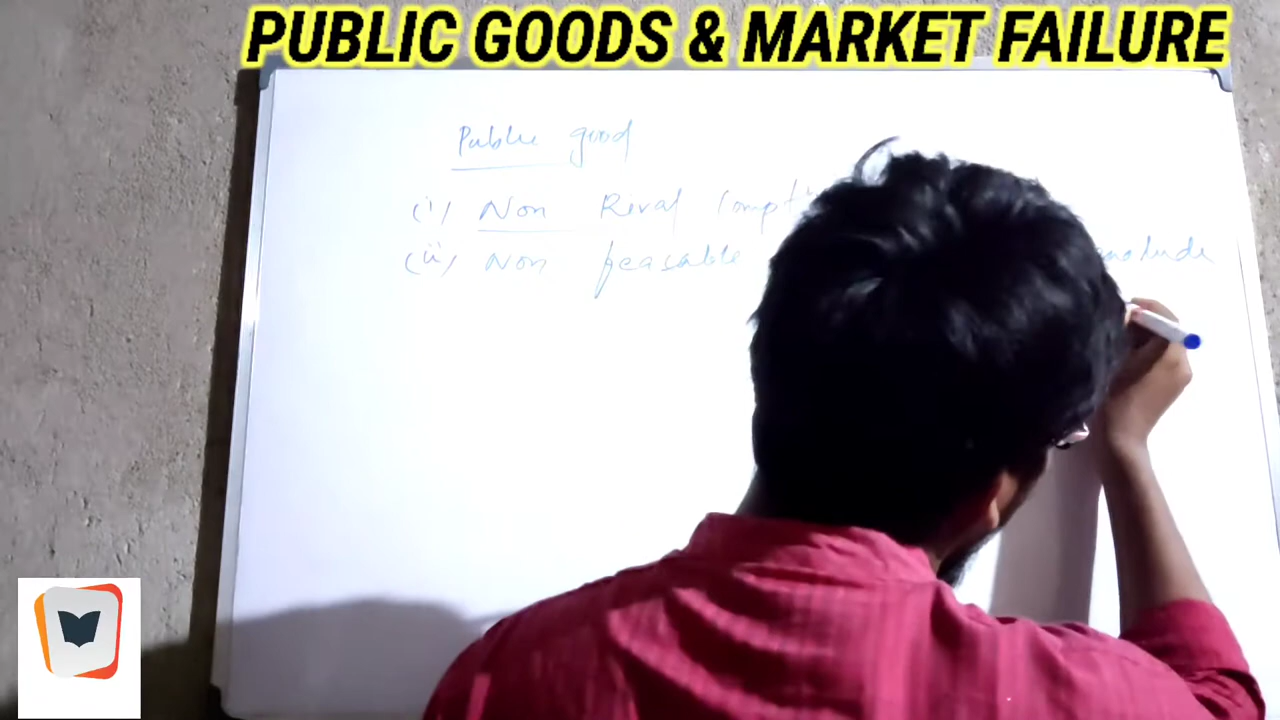 PUBLIC GOODS & MARKET FAILURE
Public good
(i) Non Rival
(ii) Non feasable